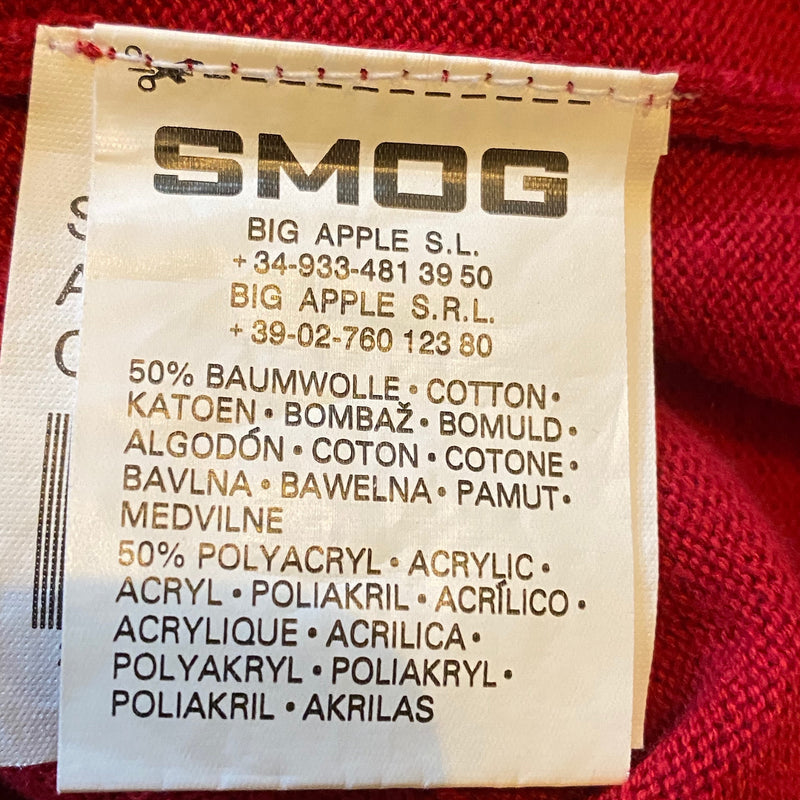 SMOG
BIG APPLE S.L.
+34-933-481 39 50
BIG APPLE S.R.L.
+39-02-760 123 80
50% BAUMWOLLE • COTTON •
KATOEN • BOMBAŽ • BOMULD •
ALGODÓN • COTON • COTONE •
BAVLNA • BAWELNA • PAMUT •
MEDVILNE
50% POLYACRYL • ACRYLIC •
ACRYL • POLIAKRIL • ACRÍLICO •
ACRYLIQUE • ACRILICA •
POLYAKRYL • POLIAKRYL •
POLIAKRIL • AKRILAS